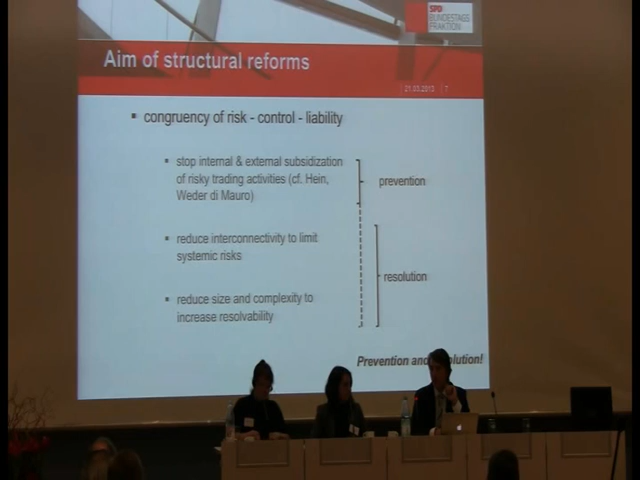 SPD
BUNDESTAGS
FRAKTION
Aim of structural reforms
21.03.2013 7
congruency of risk - control - liability
stop internal & external subsidization
of risky trading activities (cf. Hein,
Weder di Mauro)
prevention
reduce interconnectivity to limit
systemic risks
resolution
reduce size and complexity to
increase resolvability
Prevention and